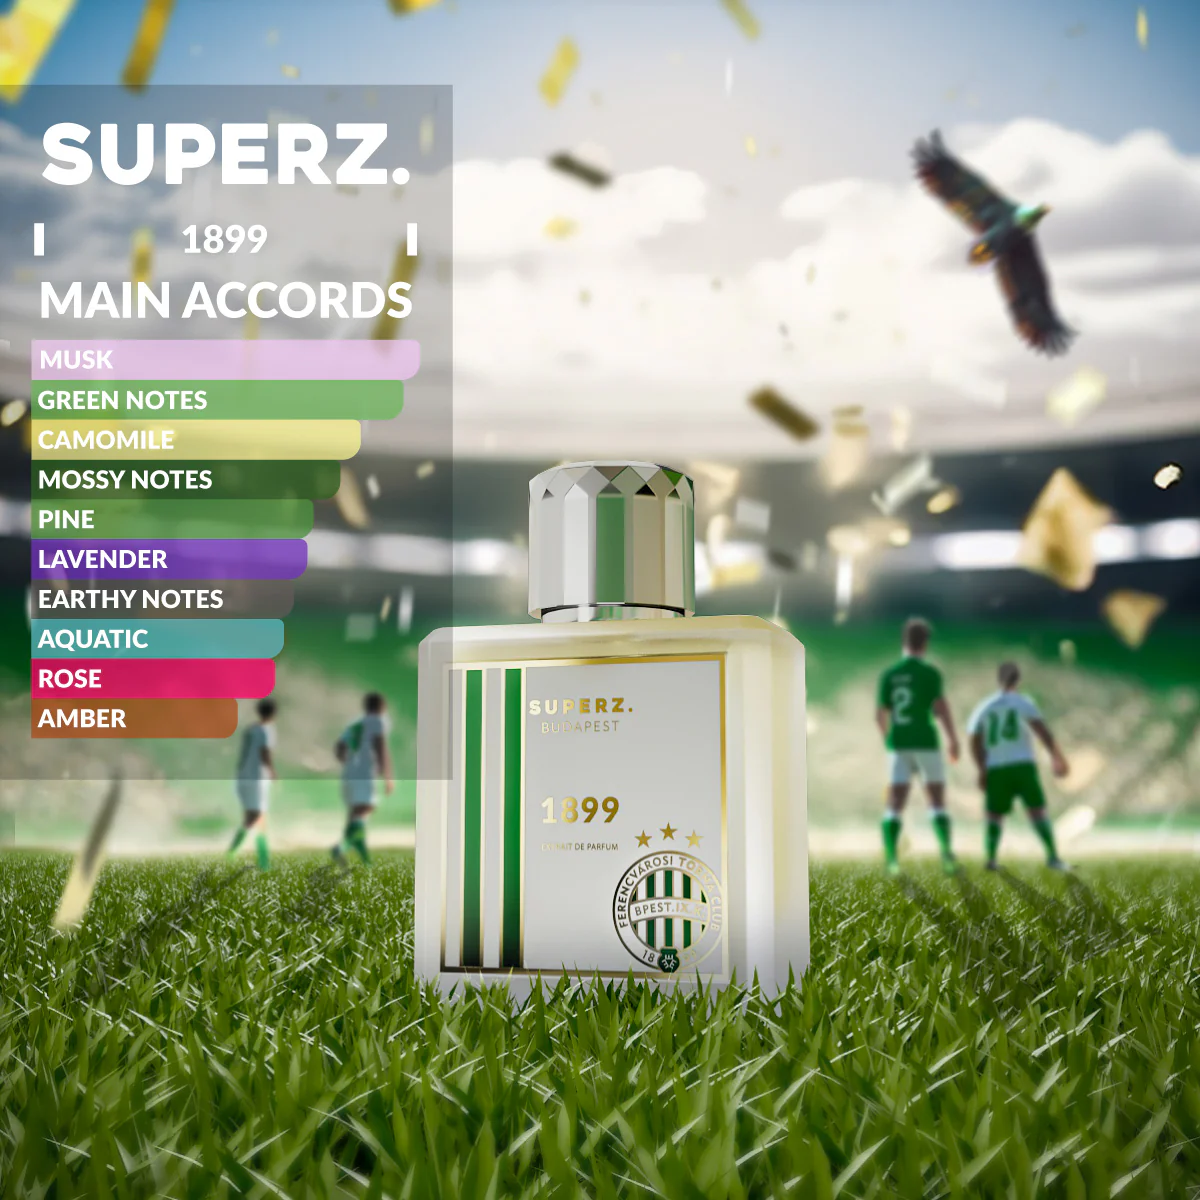 SUPERZ.
1899
MAIN ACCORDS
MUSK
GREEN NOTES
CAMOMILE
MOSSY NOTES
PINE
LAVENDER
EARTHY NOTES
AQUATIC
ROSE
AMBER
SUPERZ.
BUDAPEST
1899
EXTRAIT DE PARFUM
FERENCVÁROSI TORNA CLUB
BPEST.IX.K
18
2
14